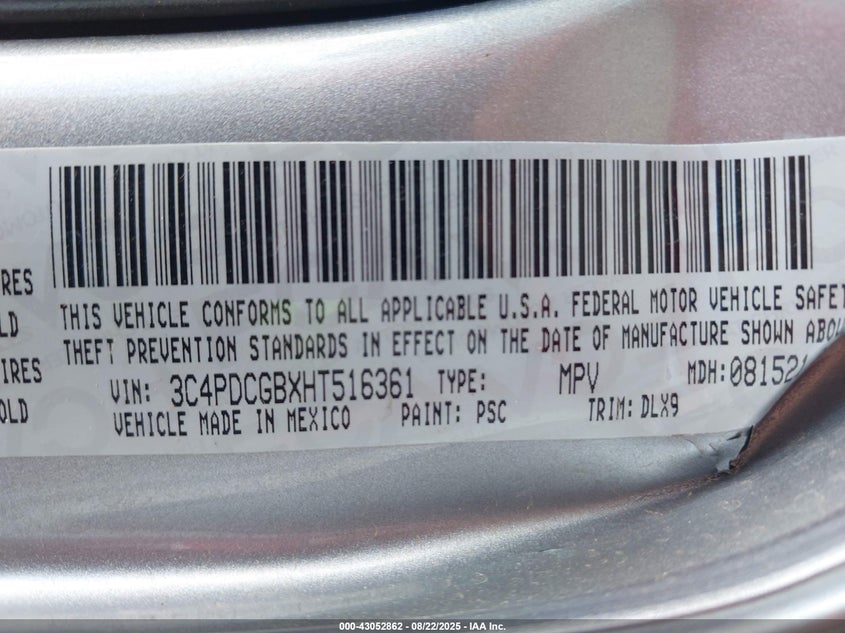 THIS VEHICLE CONFORMS TO ALL APPLICABLE U.S.A. FEDERAL MOTOR VEHICLE SAFET
THEFT PREVENTION STANDARDS IN EFFECT ON THE DATE OF MANUFACTURE SHOWN ABOV
VIN: 3C4PDCGBXHT516361 TYPE: MPV MDH: 081521
VEHICLE MADE IN MEXICO PAINT: PSC TRIM: DLX9
RES
LD
IRES
OLD
000-43052862 - 08/22/2025 - IAA Inc.